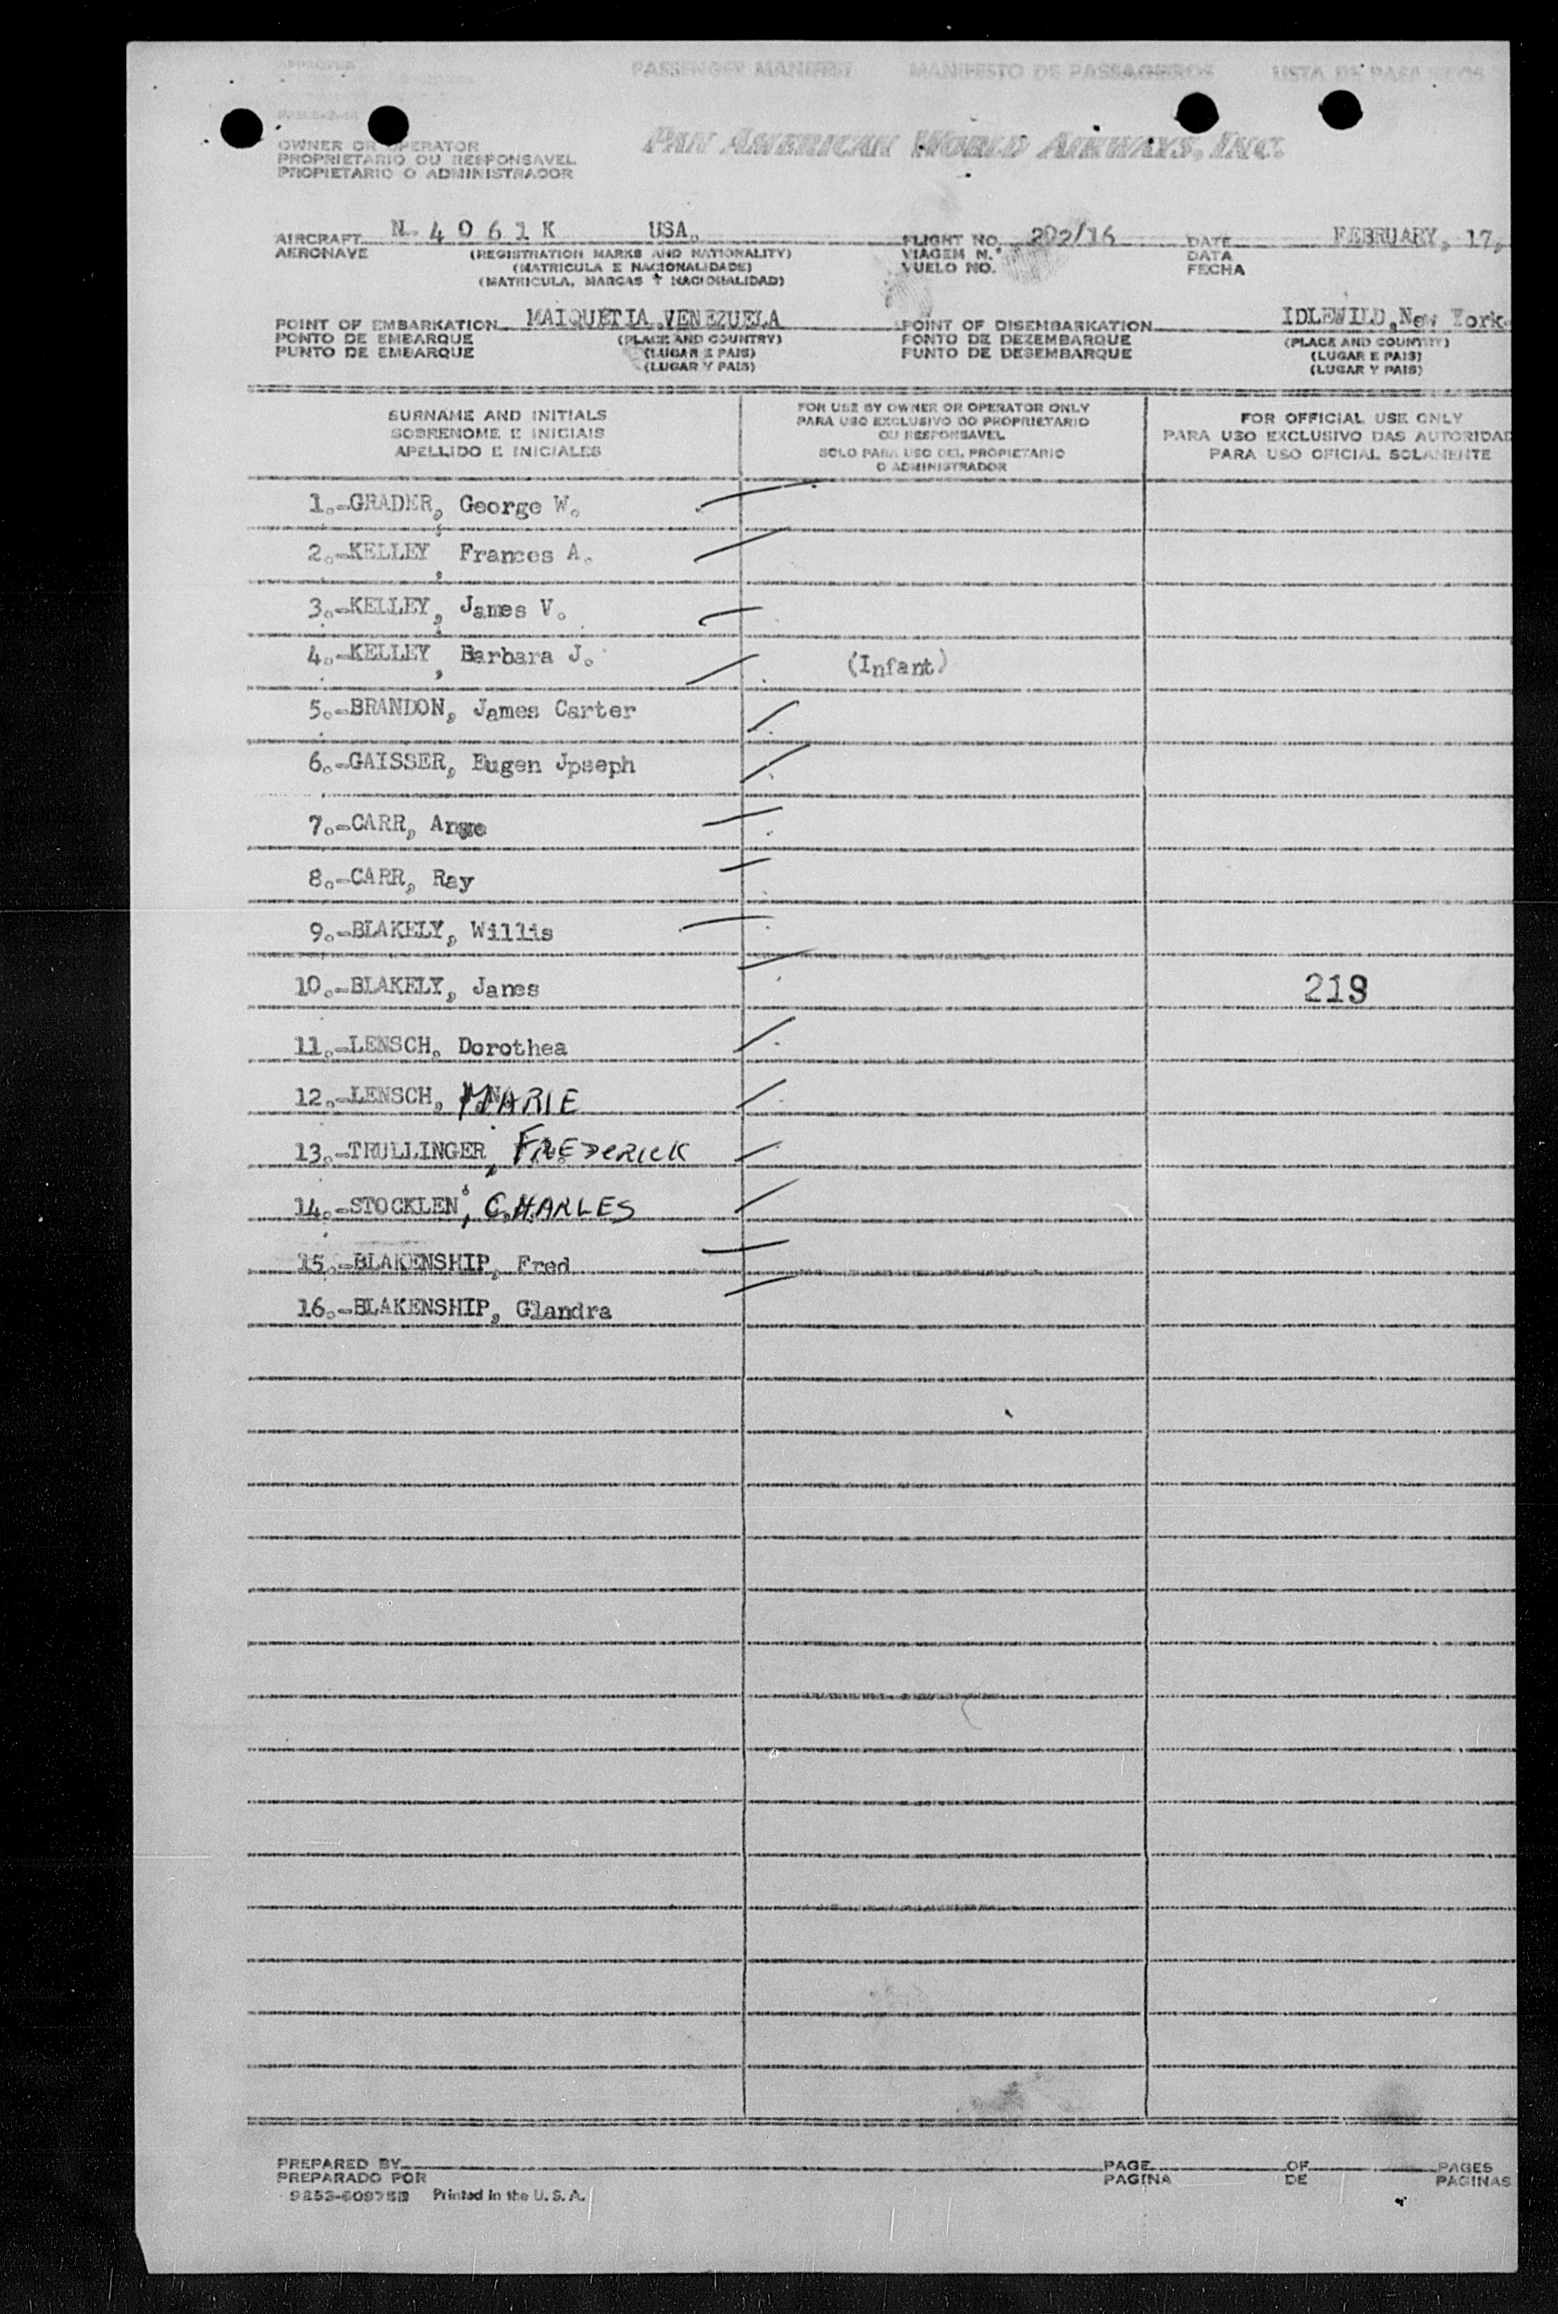 PASSENGER MANIFEST MANIFESTO DE PASSAGEIROS LISTA DE PASAJEROS
PAN AMERICAN WORLD AIRWAYS, INC.
OWNER OR OPERATOR
PROPRIETARIO OU RESPONSAVEL
PROPIETARIO O ADMINISTRADOR
AIRCRAFT N 4061K USA. FLIGHT NO. 202/16 DATE FEBRUARY, 17,
AERONAVE (REGISTRATION MARKS AND NATIONALITY) VIAGEM N.° DATA
(MATRICULA E NACIONALIDADE) VUELO NO. FECHA
(MATRICULA, MARCAS Y NACIONALIDAD)
POINT OF EMBARKATION MAIQUETIA VENEZUELA POINT OF DISEMBARKATION IDLEWILD, New York
PONTO DE EMBARQUE (PLACE AND COUNTRY) PONTO DE DEZEMBARQUE (PLACE AND COUNTRY)
PUNTO DE EMBARQUE (LUGAR E PAIS) PUNTO DE DESEMBARQUE (LUGAR E PAIS)
(LUGAR Y PAIS) (LUGAR Y PAIS)
SURNAME AND INITIALS
SOBRENOME E INICIAIS
APELLIDO E INICIALES
FOR USE BY OWNER OR OPERATOR ONLY
PARA USO EXCLUSIVO DO PROPRIETARIO
OU RESPONSAVEL
SOLO PARA USO DEL PROPIETARIO
O ADMINISTRADOR
FOR OFFICIAL USE ONLY
PARA USO EXCLUSIVO DAS AUTORIDAD
PARA USO OFICIAL SOLAMENTE
1.-GRADER, George W.
2.-KELLEY, Frances A.
3.-KELLEY, James V.
4.-KELLEY, Barbara J. (Infant)
5.-BRANDON, James Carter
6.-GAISSER, Eugen Jpseph
7.-CARR,
8.-CARR, Ray
9.-BLAKELY, Willis
10.-BLAKELY, Janes 218
11.-LENSCH. Dorothea
12.-LENSCH, MARIE
13.-TRULLINGER, FREDERICK
14.-STOCKLEN, CHARLES
15.-BLAKENSHIP, Fred
16.-BLAKENSHIP, Glandra
PREPARED BY PAGE OF PAGES
PREPARADO POR PAGINA DE PAGINAS
Printed in the U. S. A.